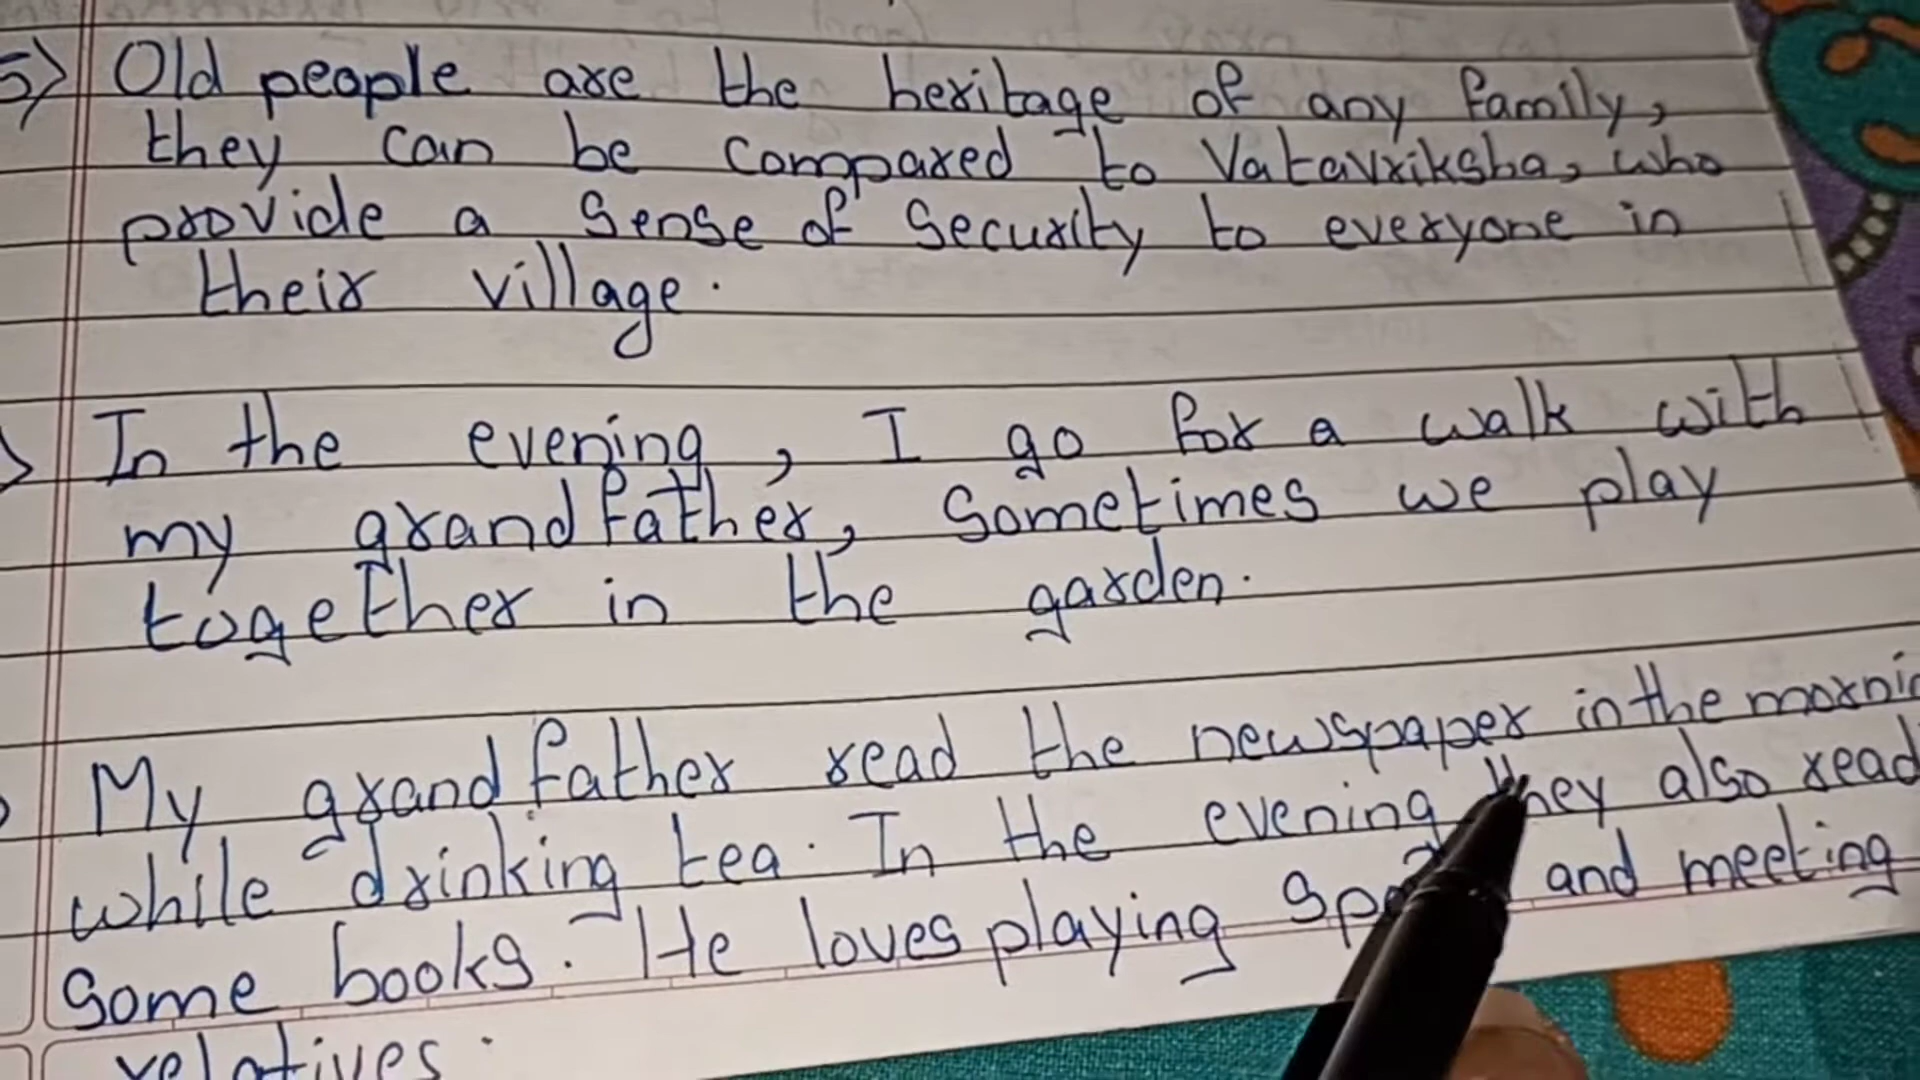 5) Old people are the heritage of any family,
they can be compared to Vatavriksha, who
provide a sense of security to everyone in
their village.
In the evening, I go for a walk with
my grandfather, Sometimes we play
together in the garden.
My grandfather read the newspaper in the mornin
while drinking tea. In the evening they also read
Some books. He loves playing and meeting
relatives.